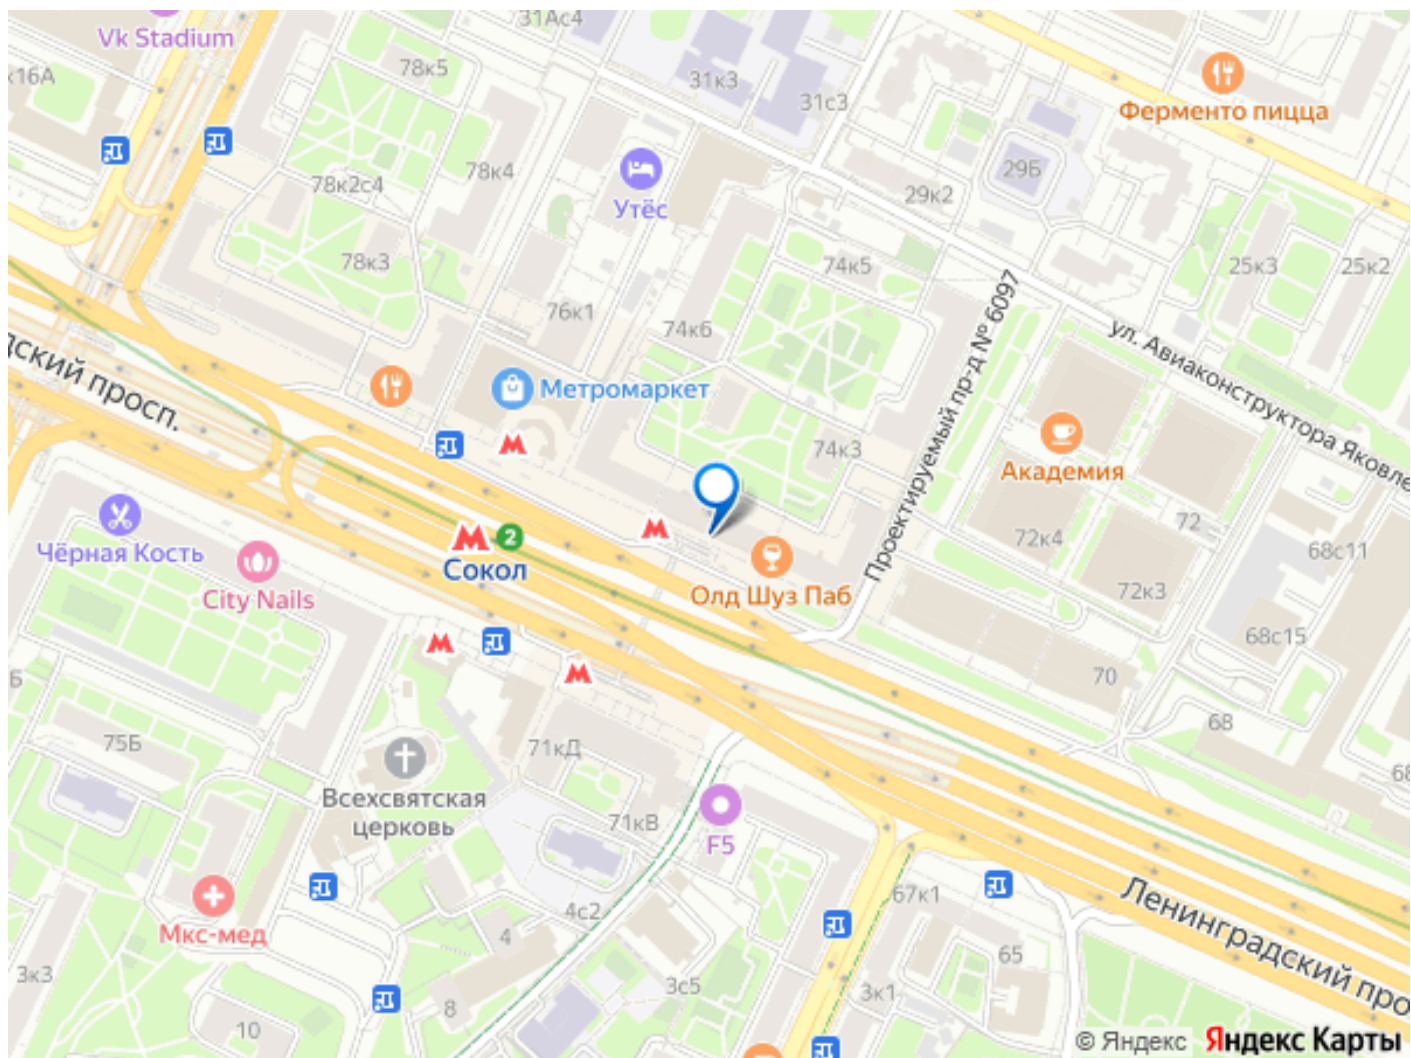 31Ас4
Vk Stadium
78к5
к16А
31к3
31с3
Ферменто пицца
78к4
29Б
78к2с4
29к2
Утёс
78к3
74к5
25к3
25к2
76к1
74к6
Проектируемый пр-д № 6097
ул. Авиаконструктора Яковле
дский просп.
Метромаркет
74к3
Академия
72
72к4
68с11
2
Сокол
Чёрная Кость
City Nails
Олд Шуз Паб
72к3
68с15
Б
70
68
68
75Б
71кД
Всехсвятская
церковь
71кВ
F5
67к1
Ленинградский про
4с2
Мкс-мед
4
65
3к3
3с5
3к1
8
10
© Яндекс Яндекс Карты